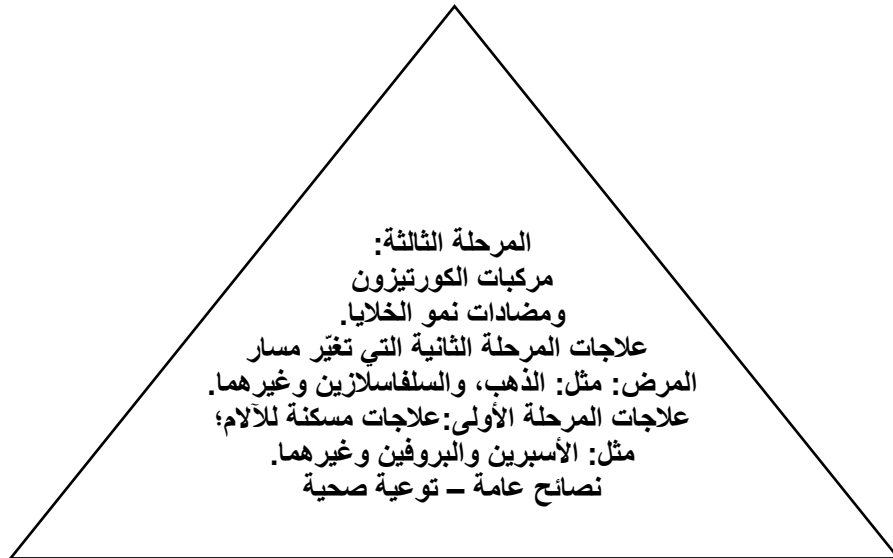 المرحلة الثالثة:
مركبات الكورتيزون
ومضادات نمو الخلايا.
علاجات المرحلة الثانية التي تغيّر مسار
المرض: مثل: الذهب، والسلفاسلازين وغيرهما.
علاجات المرحلة الأولى:علاجات مسكنة للآلام؛
مثل: الأسبرين والبروفين وغيرهما.
نصائح عامة – توعية صحية